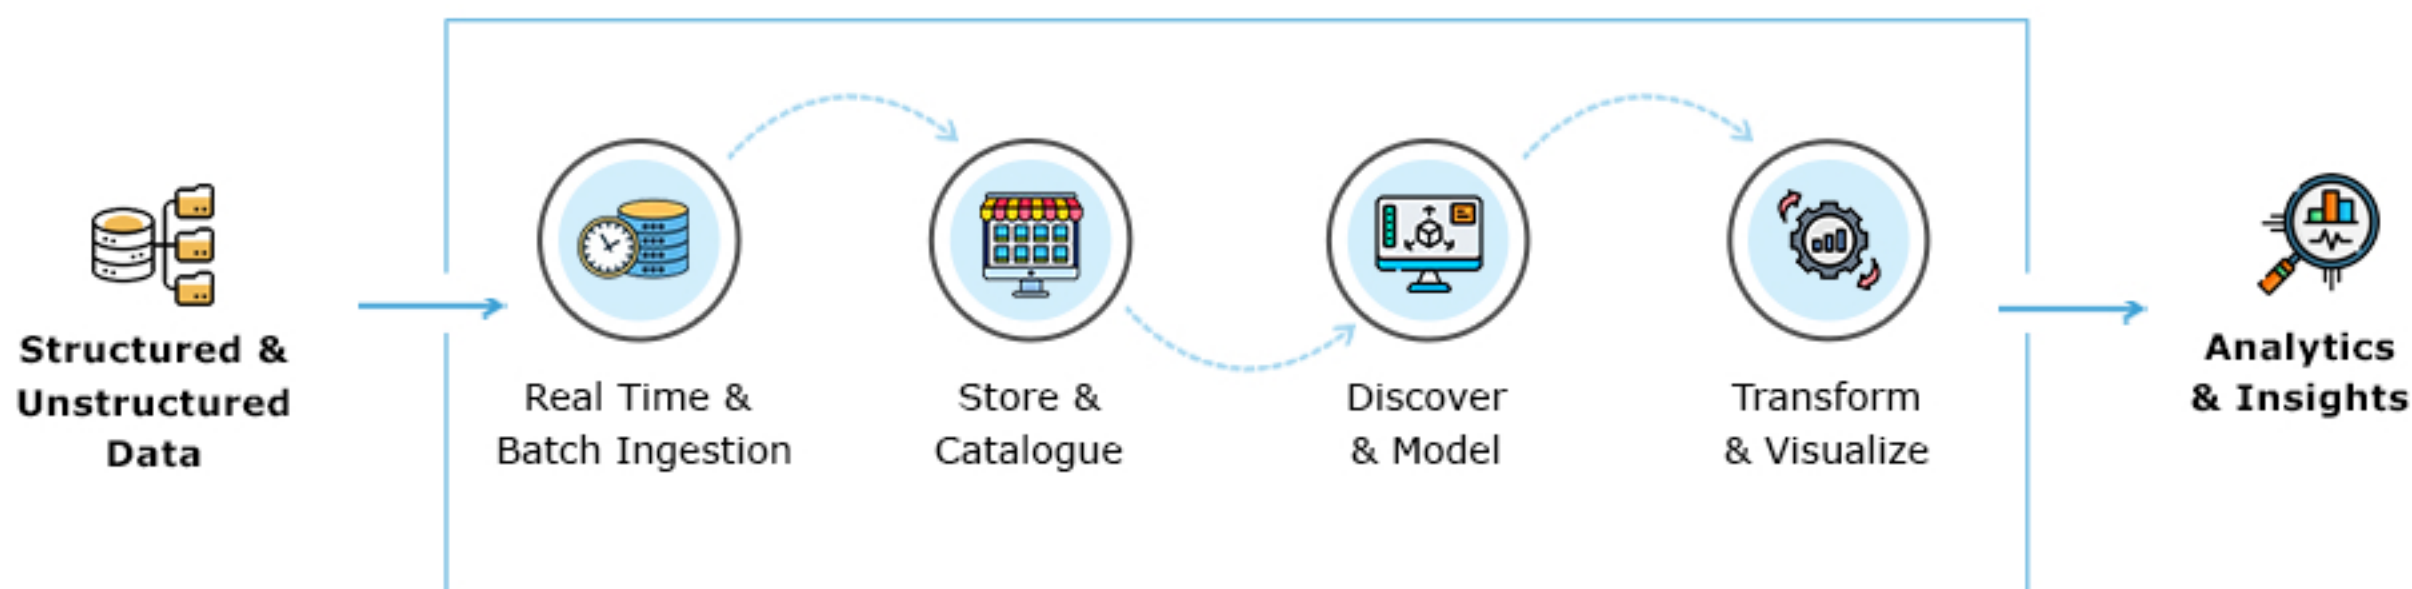 Structured &
Unstructured
Data
Real Time &
Batch Ingestion
Store &
Catalogue
Discover
& Model
Transform
& Visualize
Analytics
& Insights